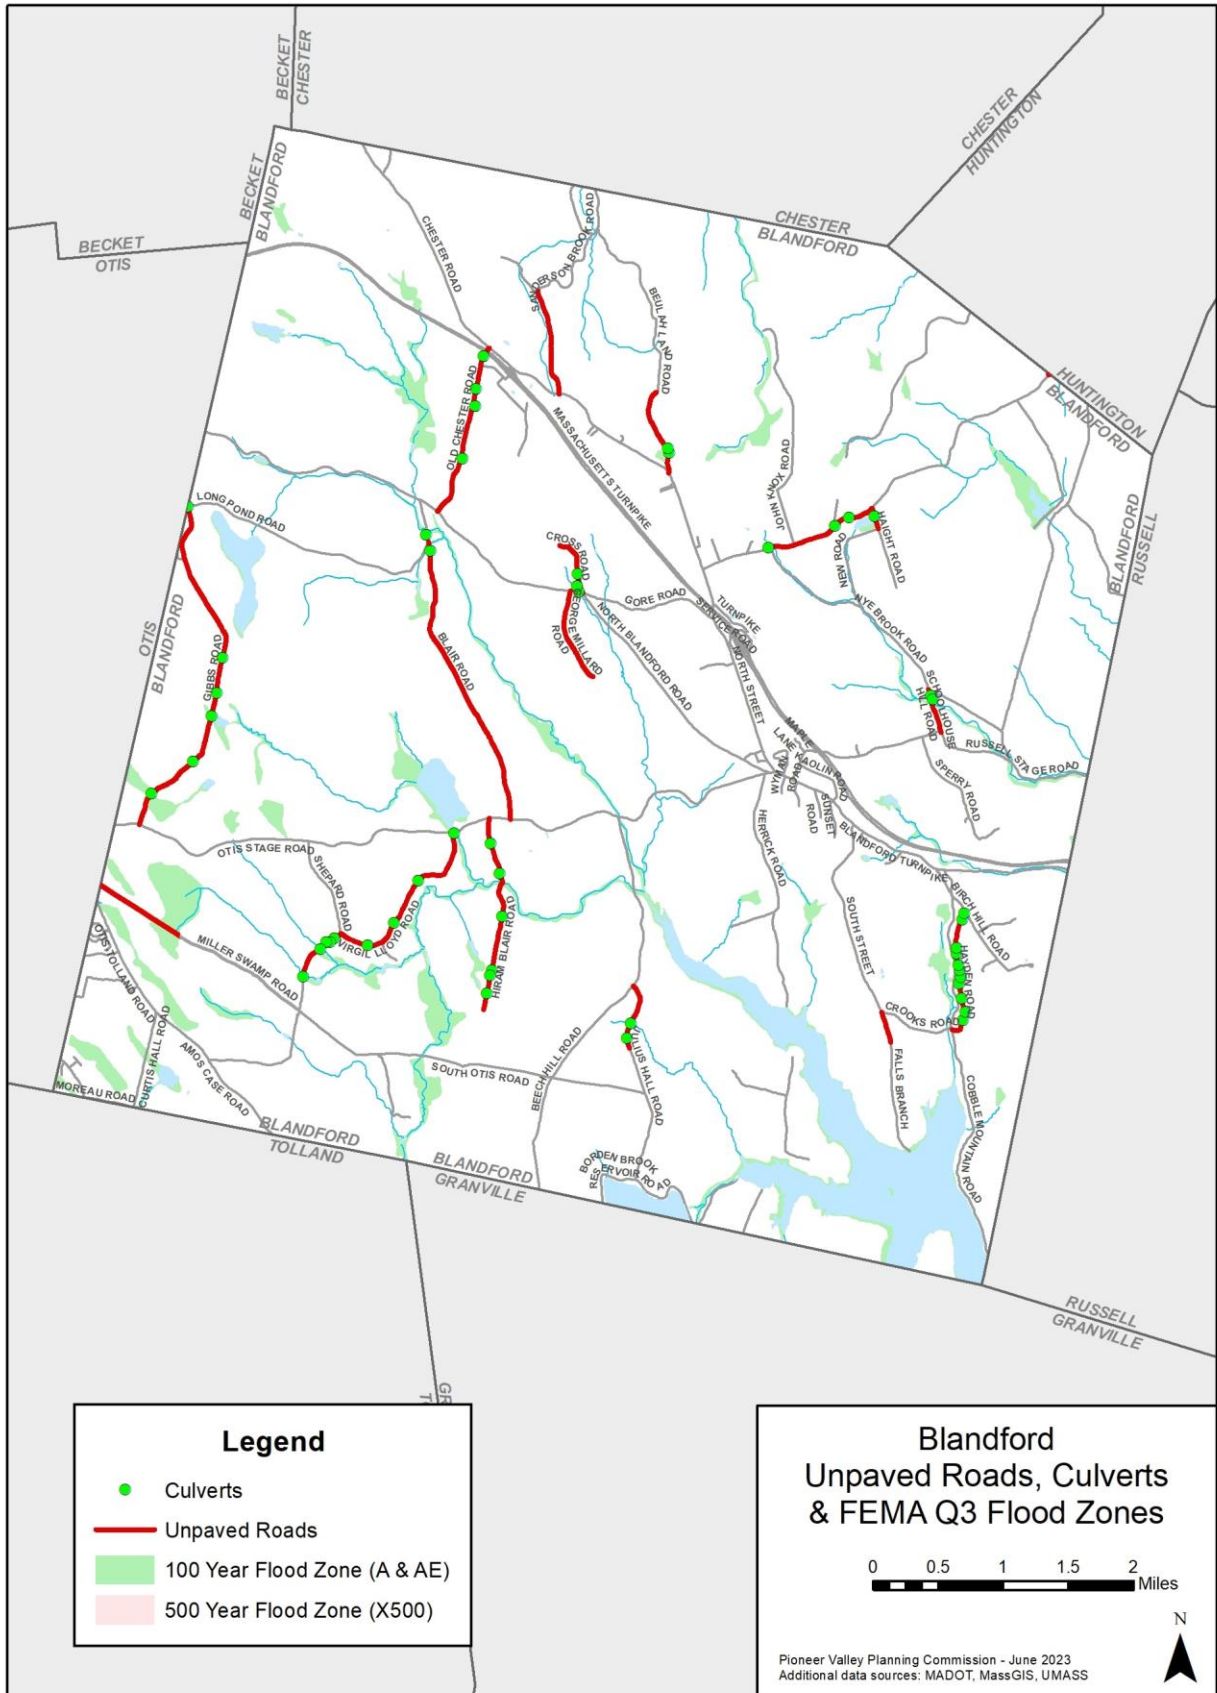 BECKET
CHESTER
CHESTER
HUNTINGTON
BECKET
BLANDFORD
CHESTER
BLANDFORD
BECKET
OTIS
CHESTER ROAD
SANDERSON BROOK ROAD
BEULAH LAND ROAD
HUNTINGTON
BLANDFORD
OLD CHESTER ROAD
MASSACHUSETTS TURNPIKE
JOHN KNOX ROAD
LONG POND ROAD
CROSS ROAD
HAIGHT ROAD
NEW ROAD
BLANDFORD
RUSSELL
OTIS
BLANDFORD
GEORGE MILLARD
ROAD
GORE ROAD
TURNPIKE
SERVICE ROAD
NYE BROOK ROAD
NORTH BLANDFORD ROAD
NORTH STREET
GIBBS ROAD
BLAIR ROAD
SCHOOLHOUSE
HILL ROAD
RUSSELL STAGE ROAD
MAPLE
LANE
KAOLIN ROAD
WYMAN
ROAD
SPERRY ROAD
SUNSET
ROAD
HERRICK ROAD
BLANDFORD TURNPIKE
OTIS STAGE ROAD
SHEPARD ROAD
BIRCH HILL ROAD
VIRGIL LLOYD ROAD
HIRAM BLAIR ROAD
SOUTH STREET
HAYDEN ROAD
MILLER SWAMP ROAD
OTIS TOLLAND ROAD
CROOKS ROAD
CURTIS HALL ROAD
AMOS CASE ROAD
SOUTH OTIS ROAD
BEECH HILL ROAD
JULIUS HALL ROAD
FALLS BRANCH
COBBLE MOUNTAIN ROAD
MOREAU ROAD
BLANDFORD
TOLLAND
BLANDFORD
GRANVILLE
BORDEN BROOK
RESERVOIR ROAD
RUSSELL
GRANVILLE
Legend
Culverts
Unpaved Roads
100 Year Flood Zone (A & AE)
500 Year Flood Zone (X500)
Blandford
Unpaved Roads, Culverts
& FEMA Q3 Flood Zones
0 0.5 1 1.5 2
Miles
N
Pioneer Valley Planning Commission - June 2023
Additional data sources: MADOT, MassGIS, UMASS